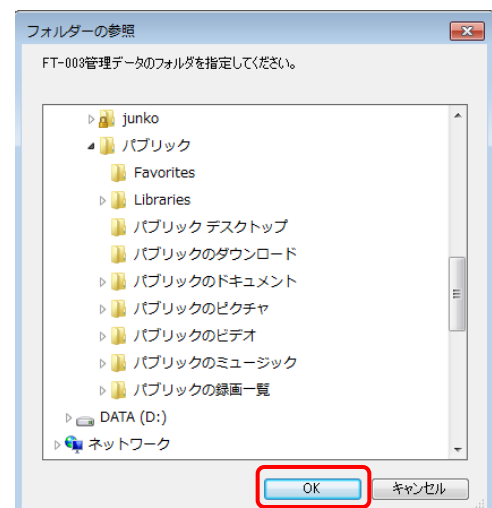 フォルダーの参照
FT-003管理データのフォルダを指定してください。
junko
パブリック
Favorites
Libraries
パブリック デスクトップ
パブリックのダウンロード
パブリックのドキュメント
パブリックのピクチャ
パブリックのビデオ
パブリックのミュージック
パブリックの録画一覧
DATA (D:)
ネットワーク
OK
キャンセル